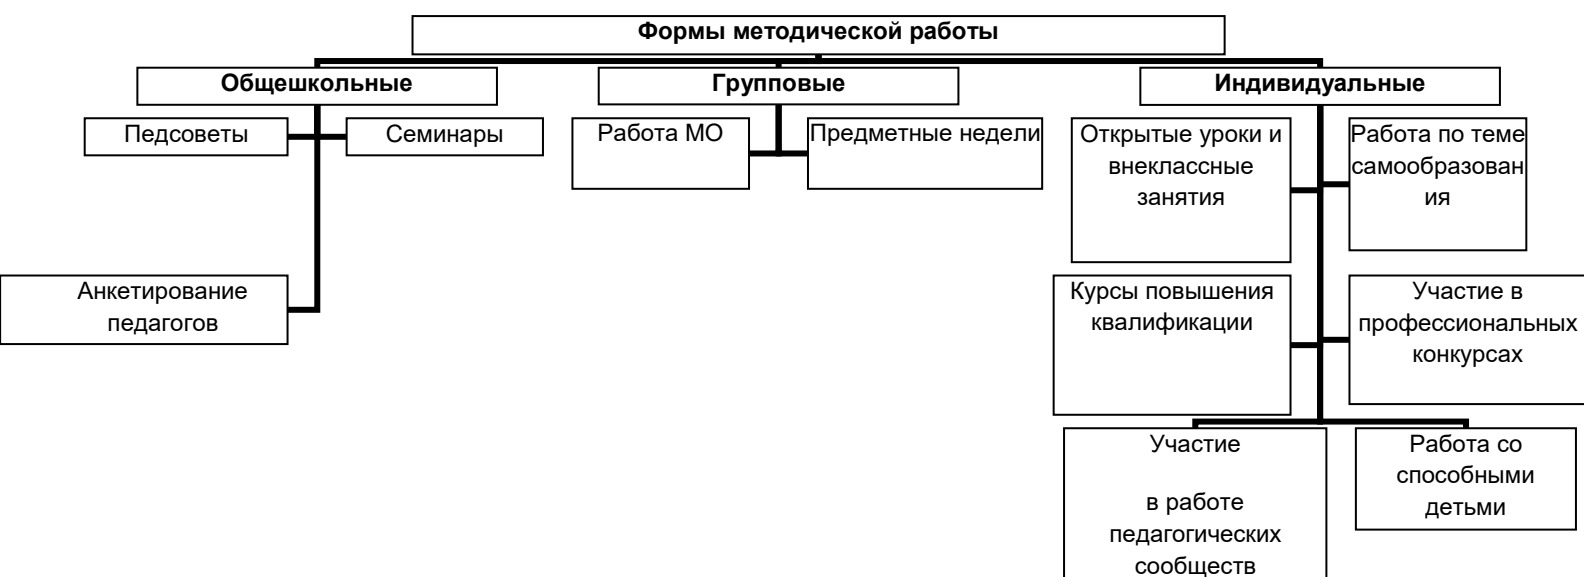 Формы методической работы
Общешкольные
Групповые
Индивидуальные
Педсоветы
Семинары
Работа МО
Предметные недели
Открытые уроки и
внеклассные
занятия
Работа по теме
самообразован
ия
Анкетирование
педагогов
Курсы повышения
квалификации
Участие в
профессиональных
конкурсах
Участие
в работе
педагогических
сообществ
Работа со
способными
детьми